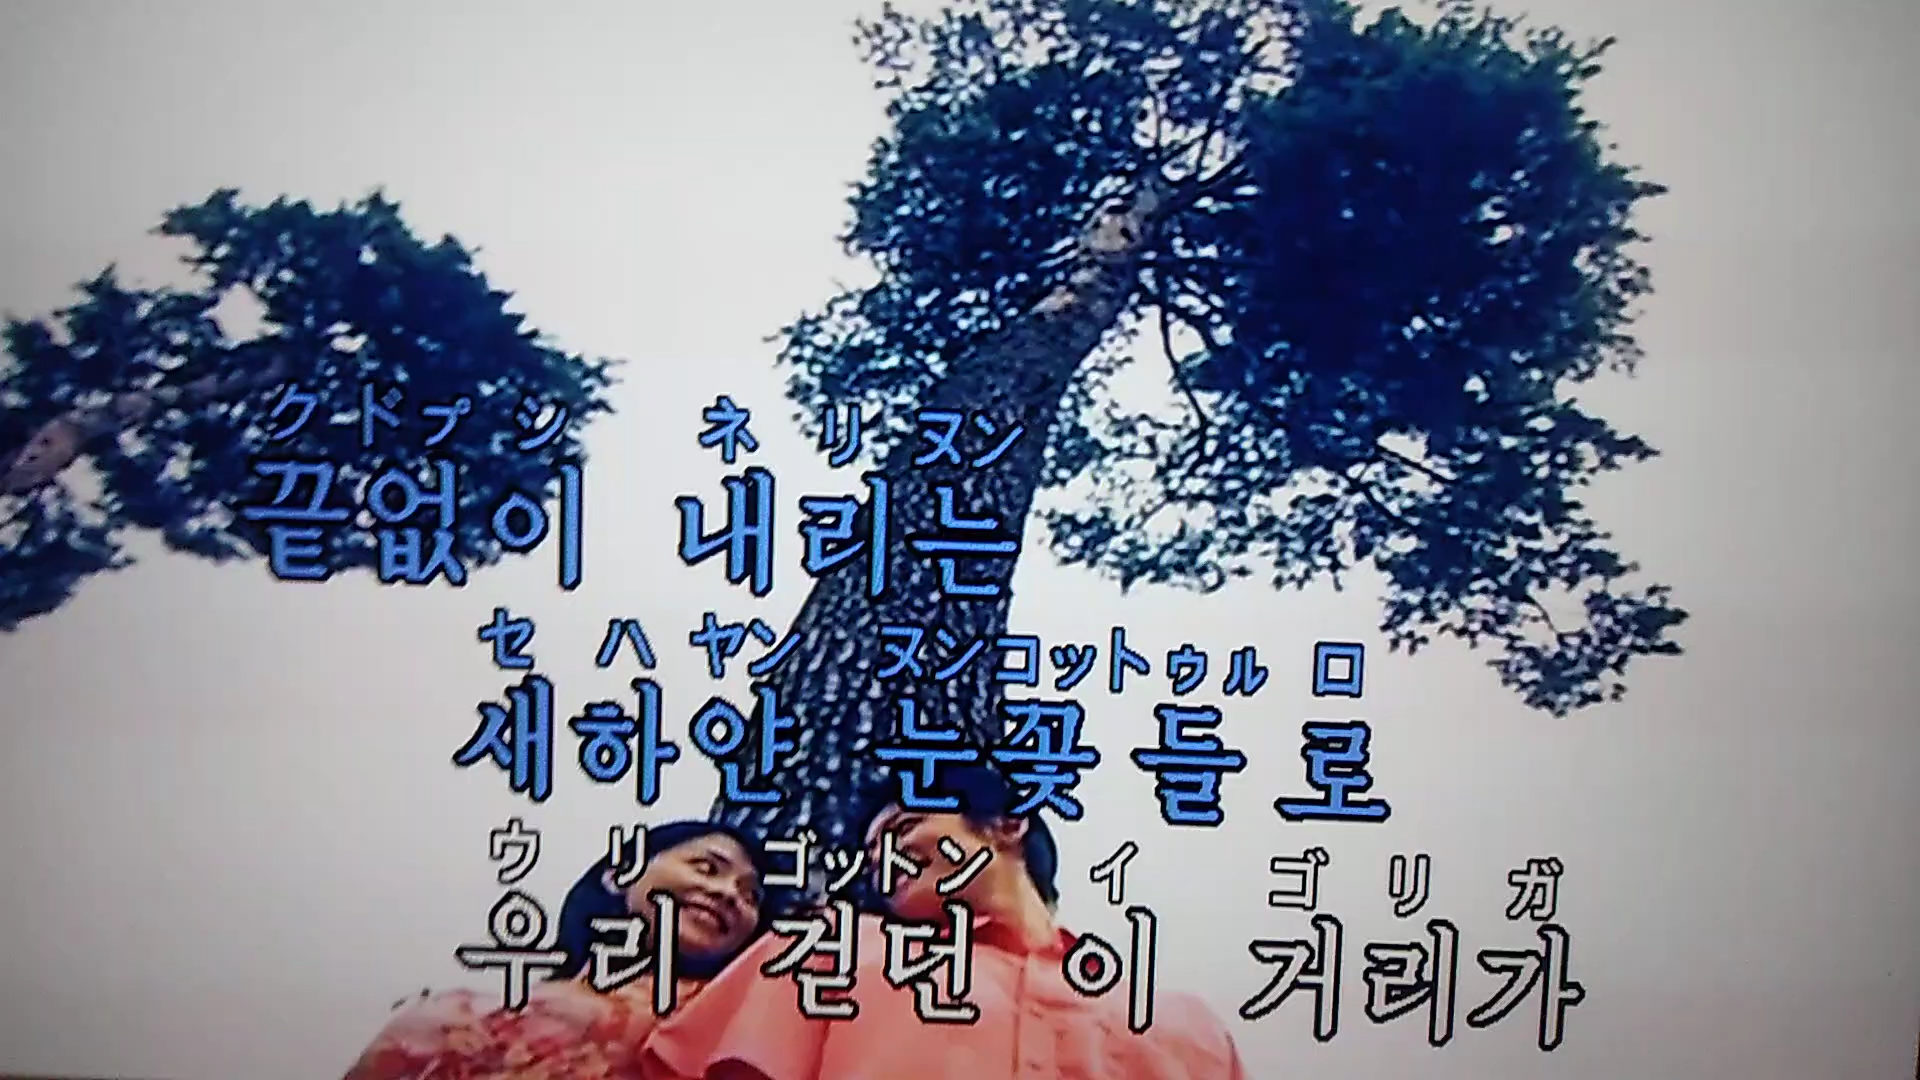 クドプシ ネリヌン
끝없이 내리는
セハヤン ヌンコットゥルロ
새하얀 눈꽃들로
ウリ ゴットン イ ゴリガ
우리 걷던 이 거리가